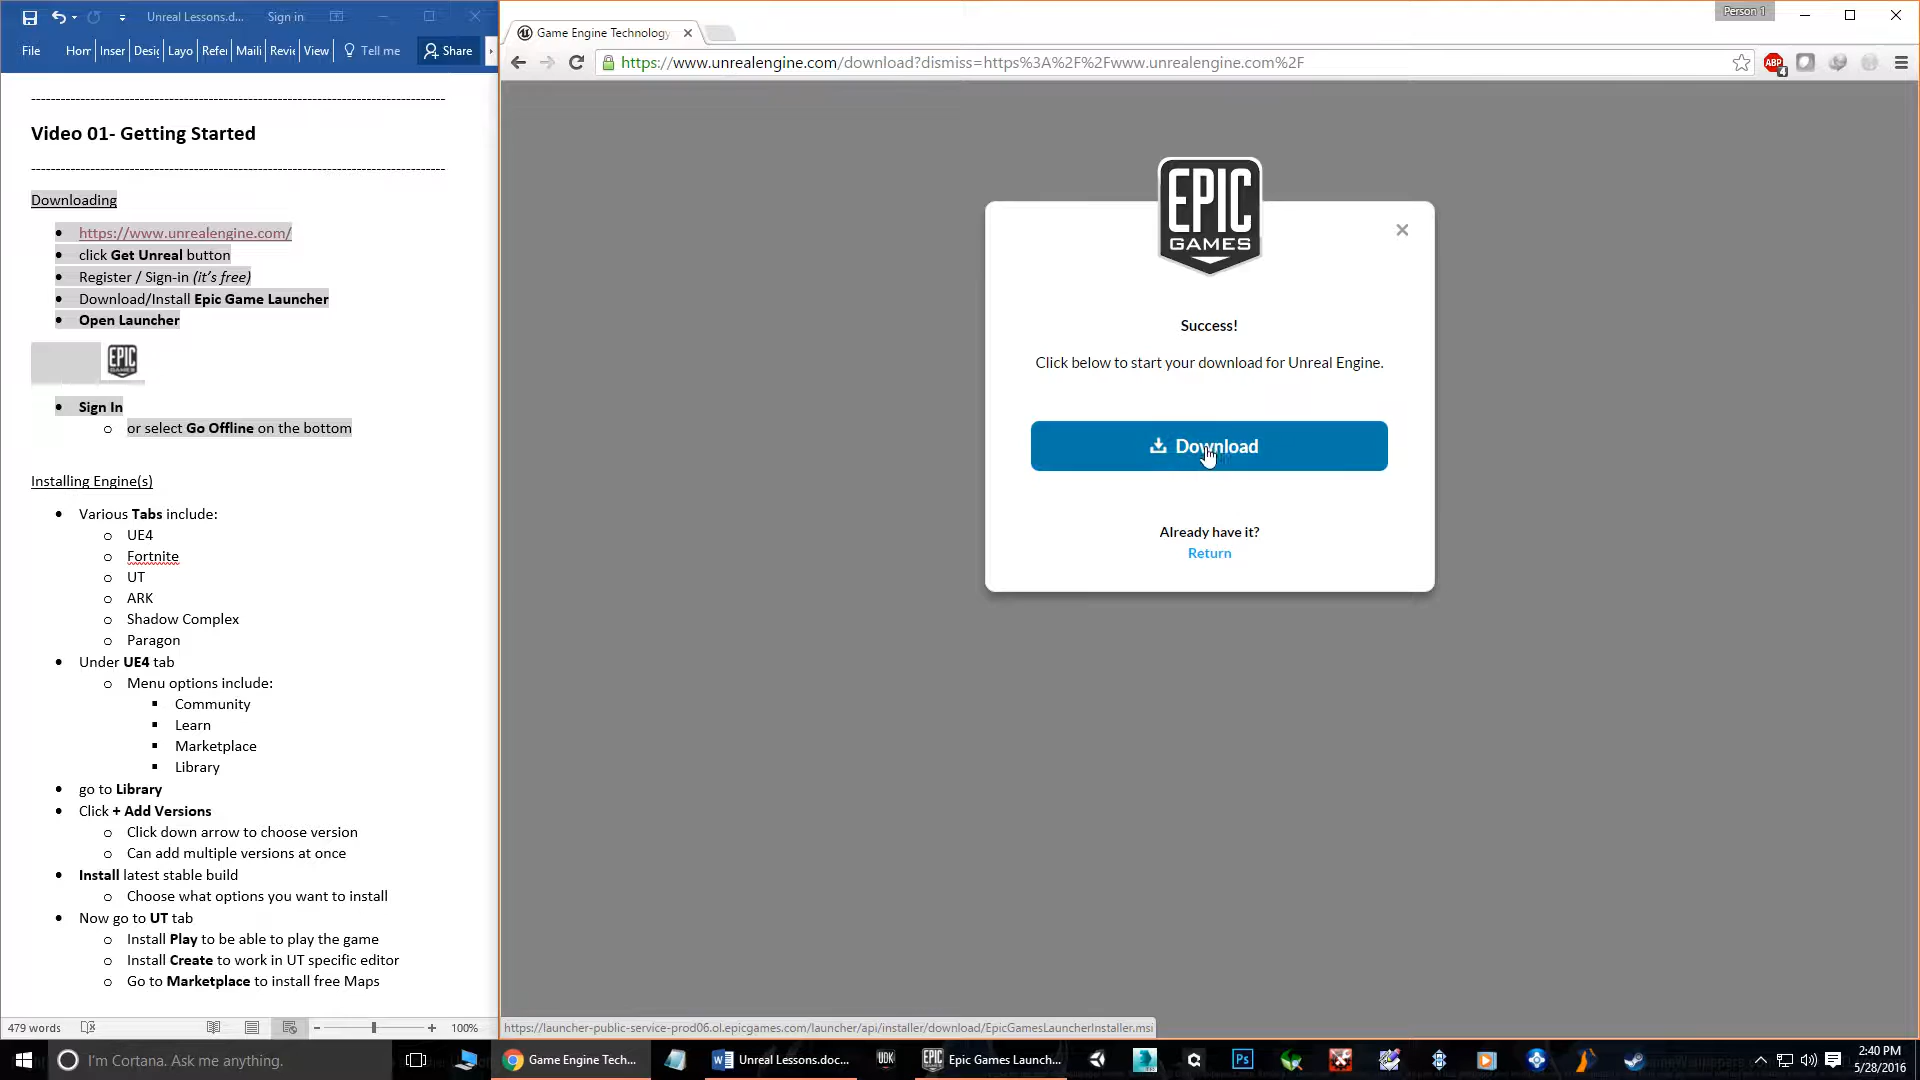 Unreal Lessons.d...
Sign in
File
Hom
Inser
Desig
Layo
Refer
Maili
Revie
View
Tell me
Share
Person 1
Game Engine Technology
https://www.unrealengine.com/download?dismiss=https%3A%2F%2Fwww.unrealengine.com%2F
ABP
4
--------------------------------------------------------------------------------
Video 01- Getting Started
--------------------------------------------------------------------------------
Downloading
• https://www.unrealengine.com/
• click Get Unreal button
• Register / Sign-in (it's free)
• Download/Install Epic Game Launcher
• Open Launcher
EPIC
GAMES
• Sign In
o or select Go Offline on the bottom
Installing Engine(s)
• Various Tabs include:
o UE4
o Fortnite
o UT
o ARK
o Shadow Complex
o Paragon
• Under UE4 tab
o Menu options include:
▪ Community
▪ Learn
▪ Marketplace
▪ Library
• go to Library
• Click + Add Versions
o Click down arrow to choose version
o Can add multiple versions at once
• Install latest stable build
o Choose what options you want to install
• Now go to UT tab
o Install Play to be able to play the game
o Install Create to work in UT specific editor
o Go to Marketplace to install free Maps
479 words
100%
EPIC
GAMES
Success!
Click below to start your download for Unreal Engine.
Download
Already have it?
Return
https://launcher-public-service-prod06.ol.epicgames.com/launcher/api/installer/download/EpicGamesLauncherInstaller.msi
I'm Cortana. Ask me anything.
Game Engine Tech...
Unreal Lessons.doc...
UDK
Epic Games Launch...
Ps
2:40 PM
5/28/2016